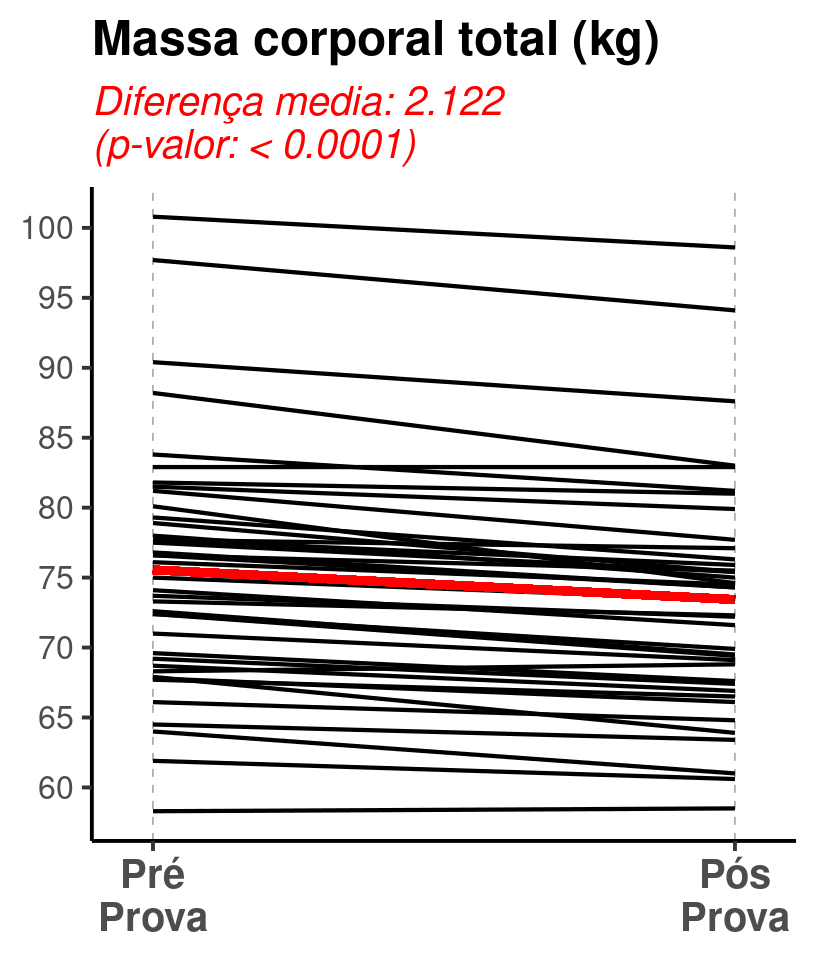 Massa corporal total (kg)
Diferença media: 2.122
(p-valor: < 0.0001)
100
95
90
85
80
75
70
65
60
Pré
Prova
Pós
Prova